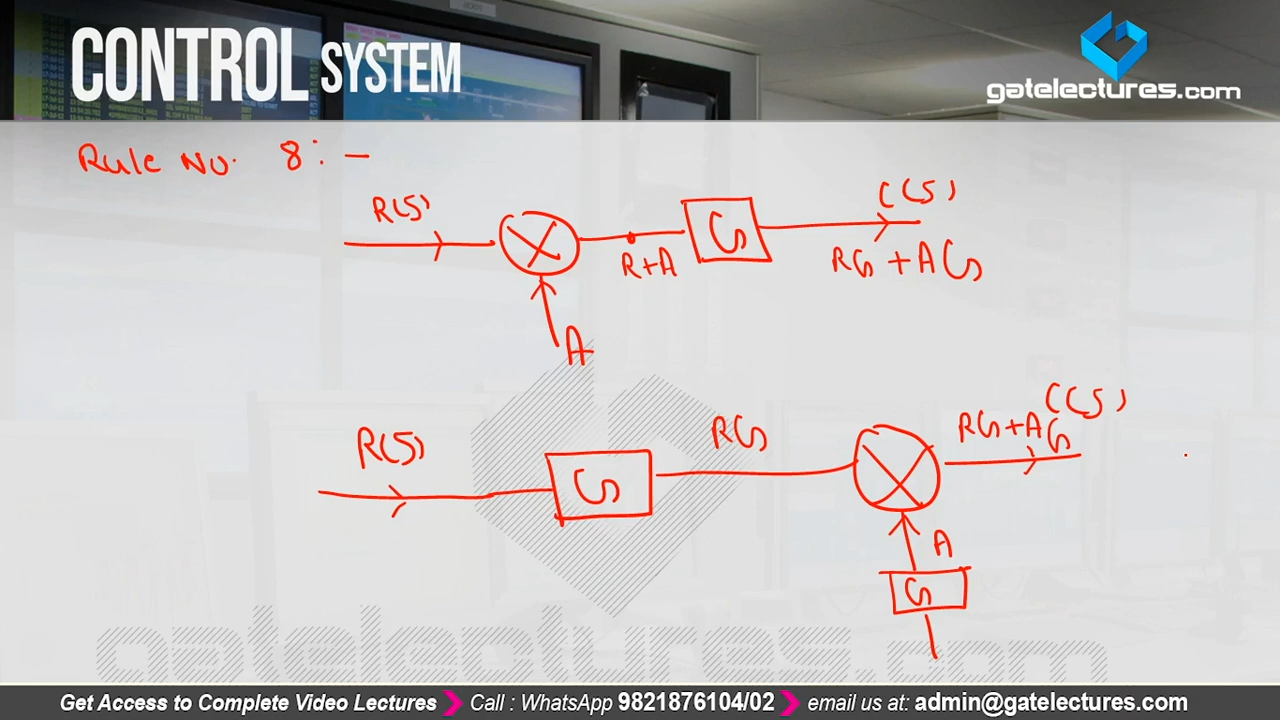 CONTROL SYSTEM
gatelectures.com
Rule No. 8:-
R(S)
C(S)
G
R+A
RG + AG
A
R(S)
G
RG
C(S)
RG+AG
A
G
gatelectures.com
Get Access to Complete Video Lectures Call : WhatsApp 9821876104/02 email us at: admin@gatelectures.com